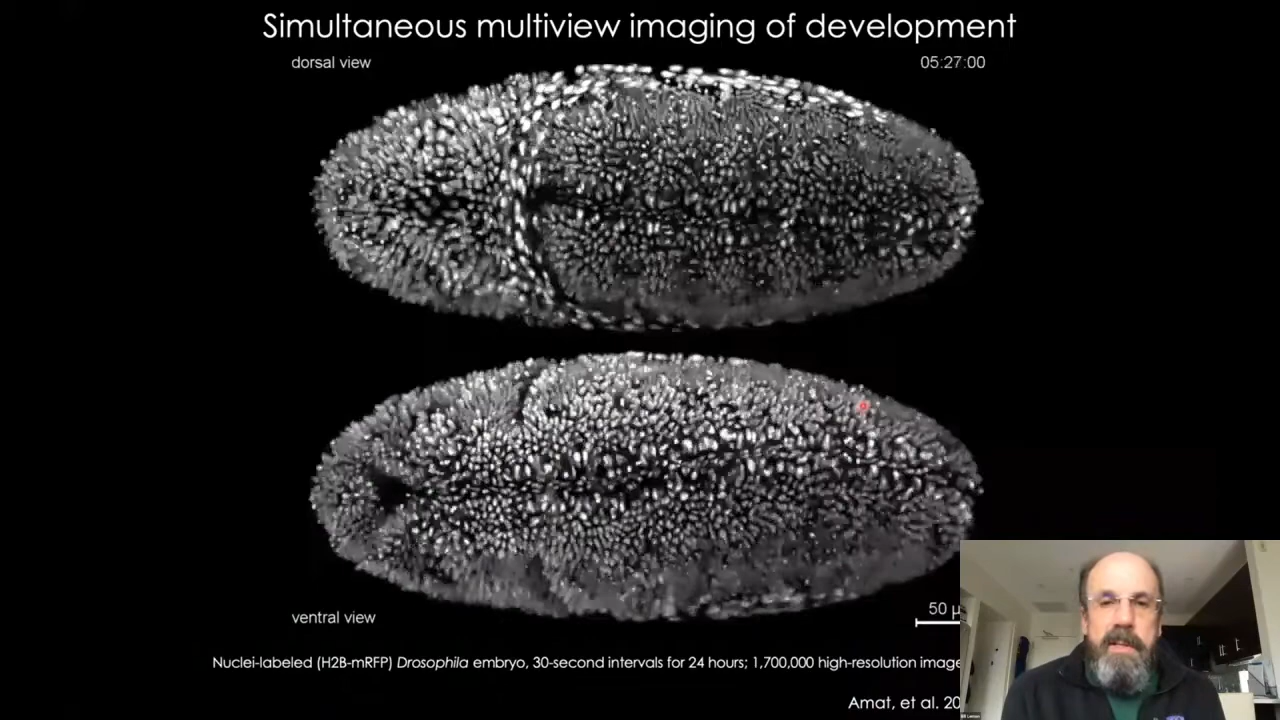 Simultaneous multiview imaging of development
dorsal view
05:27:00
50 µ
ventral view
Nuclei-labeled (H2B-mRFP) Drosophila embryo, 30-second intervals for 24 hours; 1,700,000 high-resolution image
Amat, et al. 20